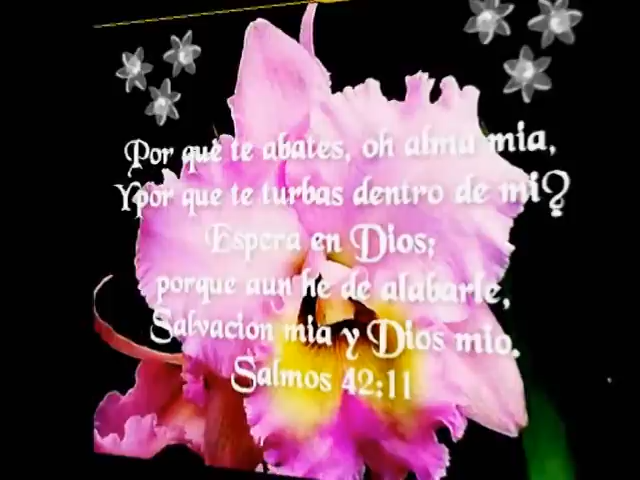 Por què te abates, oh alma mia,
Y por que te turbas dentro de mi?
Espera en Dios;
porque aun he de alabarle,
Salvacion mia y Dios mio.
Salmos 42:11